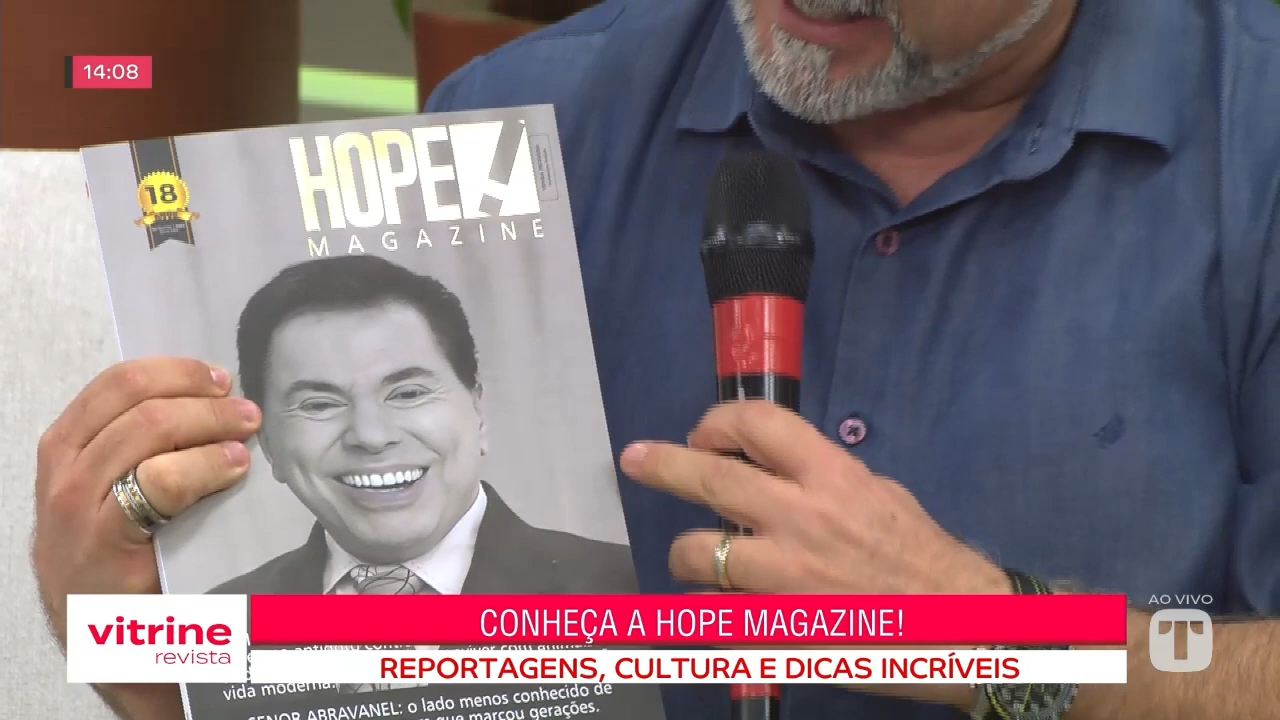 14:08
18
HOPE
MAGAZINE
CONHEÇA A HOPE MAGAZINE!
AO VIVO
vitrine
revista
REPORTAGENS, CULTURA E DICAS INCRÍVEIS
vida moderna.
SENOR ABRAVANEL: o lado menos conhecido de
que marcou gerações.